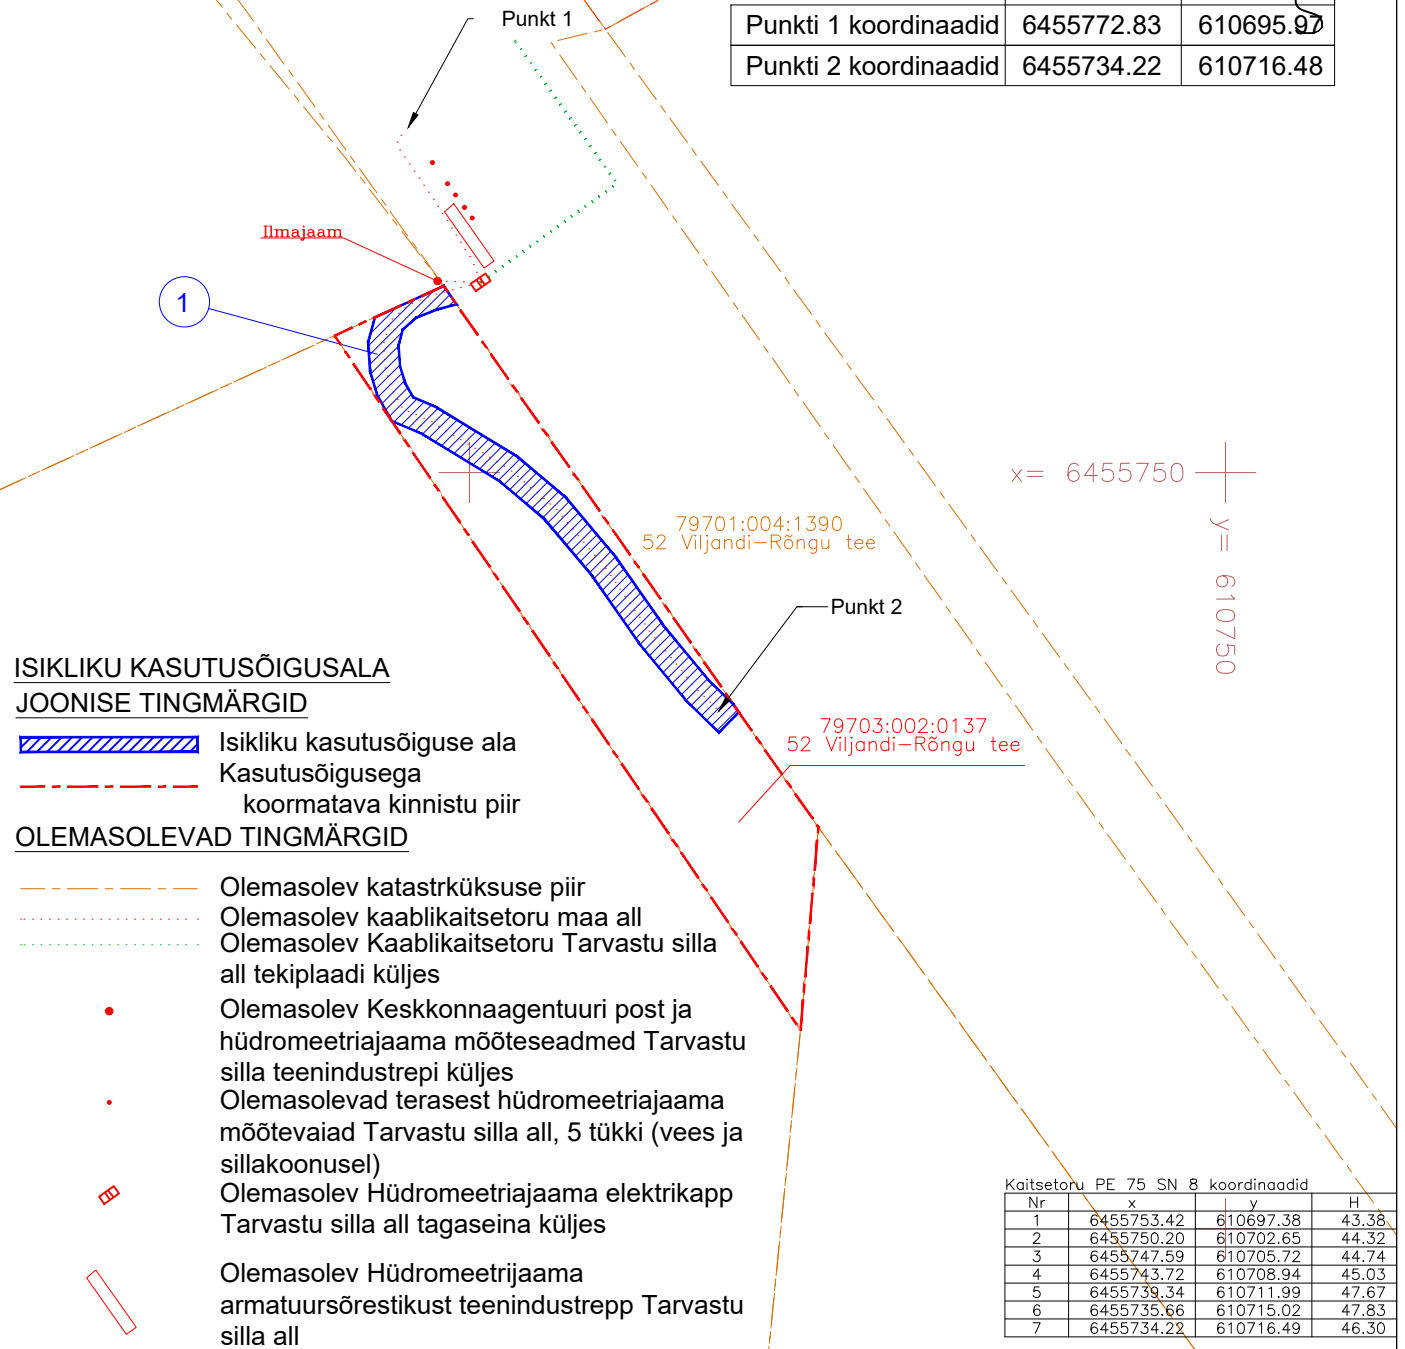 Punkt 1
Punkti 1 koordinaadid 6455772.83 610695.97
Punkti 2 koordinaadid 6455734.22 610716.48
Ilmajaam
1
x= 6455750
y= 610750
79701:004:1390
52 Viljandi-Rõngu tee
Punkt 2
79703:002:0137
52 Viljandi-Rõngu tee
ISIKLIKU KASUTUSÕIGUSALA
JOONISE TINGMÄRGID
Isikliku kasutusõiguse ala
Kasutusõigusega
koormatava kinnistu piir
OLEMASOLEVAD TINGMÄRGID
Olemasolev katastrküksuse piir
Olemasolev kaablikaitsetoru maa all
Olemasolev Kaablikaitsetoru Tarvastu silla
all tekiplaadi küljes
Olemasolev Keskkonnaagentuuri post ja
hüdromeetriajaama mõõteseadmed Tarvastu
silla teenindustrepi küljes
Olemasolevad terasest hüdromeetriajaama
mõõtevaiad Tarvastu silla all, 5 tükki (vees ja
sillakoonusel)
Olemasolev Hüdromeetriajaama elektrikapp
Tarvastu silla all tagaseina küljes
Olemasolev Hüdromeetrijaama
armatuursõrestikust teenindustrepp Tarvastu
silla all
Kaitsetoru PE 75 SN 8 koordinaadid
Nr x y H
1 6455753.42 610697.38 43.38
2 6455750.20 610702.65 44.32
3 6455747.59 610705.72 44.74
4 6455743.72 610708.94 45.03
5 6455739.34 610711.99 47.67
6 6455735.66 610715.02 47.83
7 6455734.22 610716.49 46.30